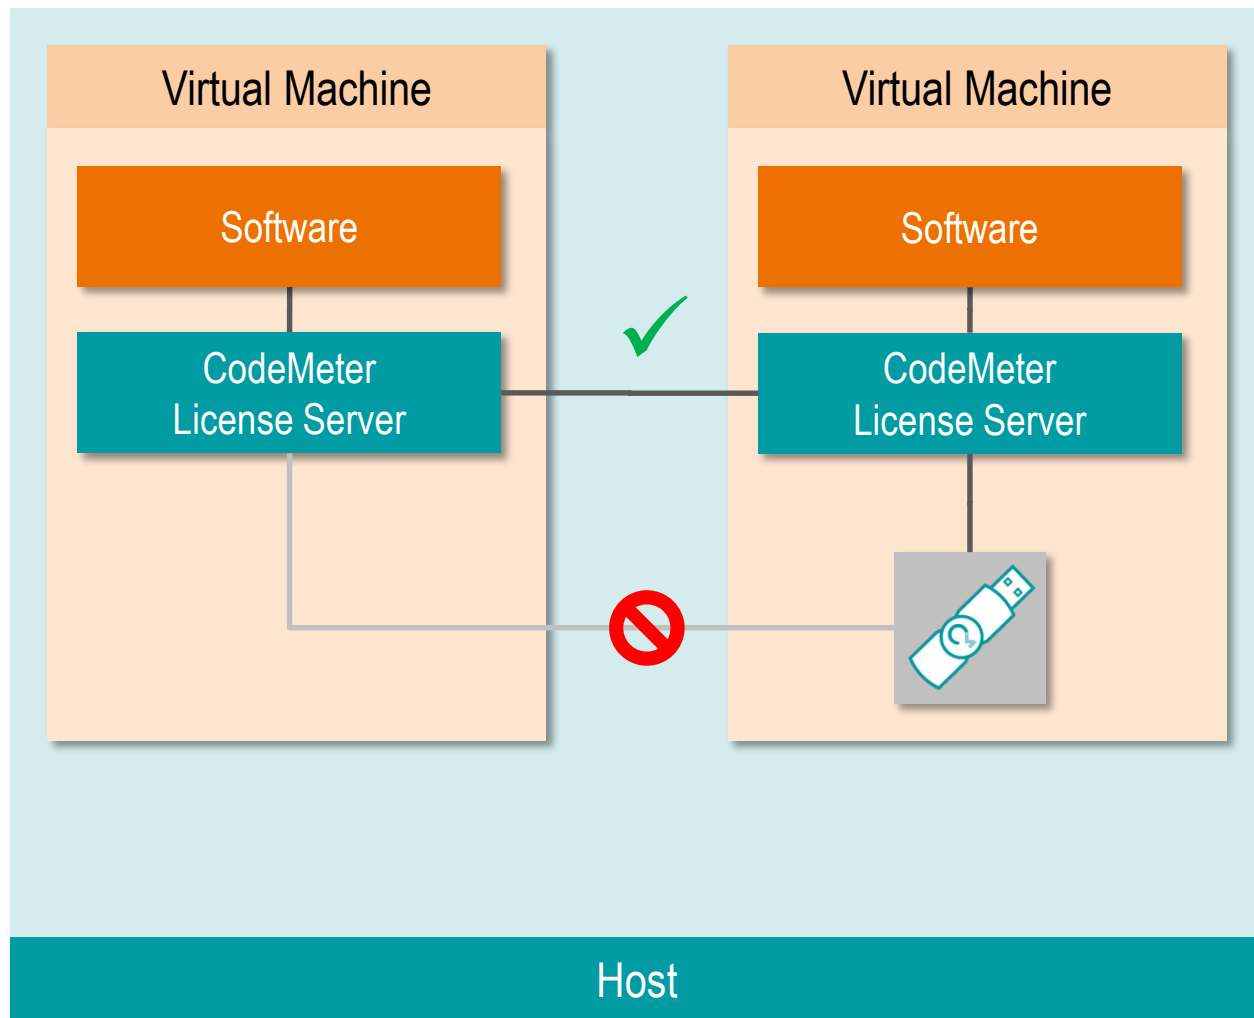 Virtual Machine
Software
CodeMeter
License Server
Virtual Machine
Software
CodeMeter
License Server
Host